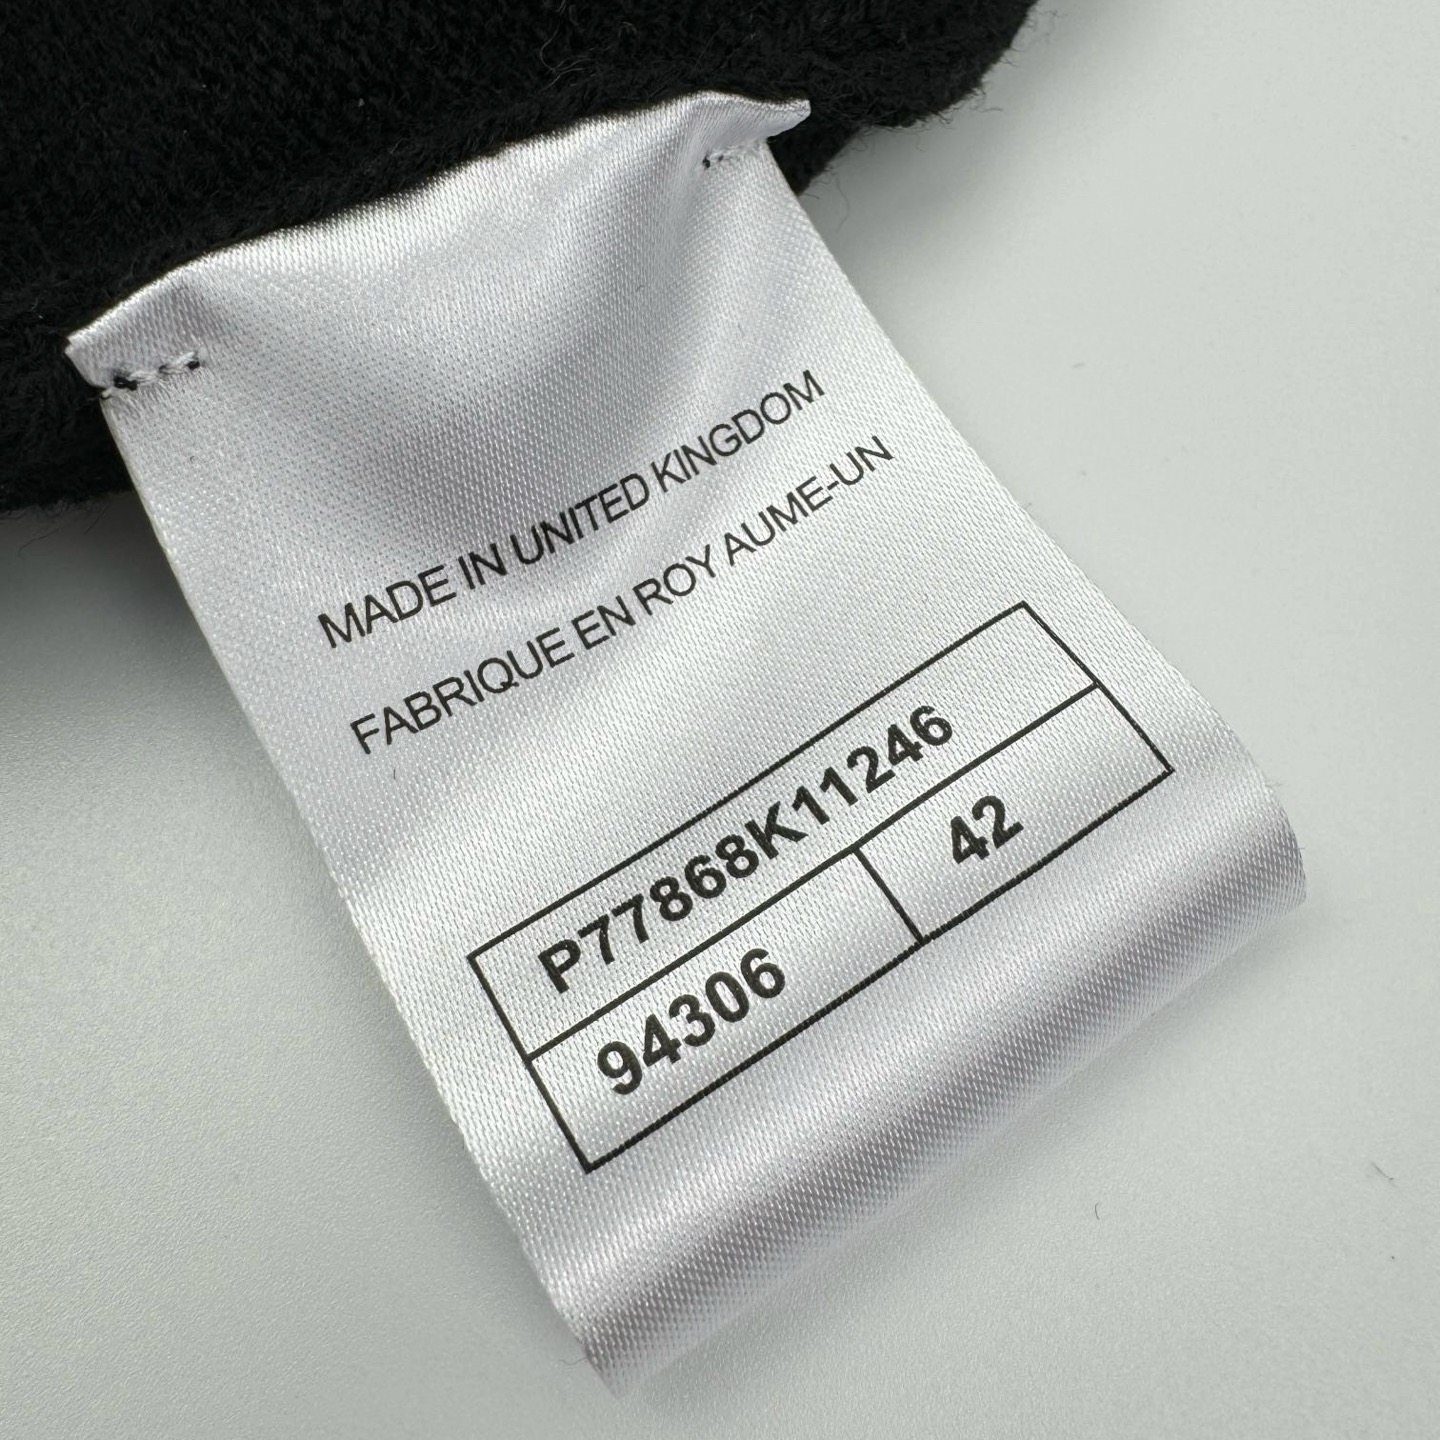 MADE IN UNITED KINGDOM
FABRIQUE EN ROY AUME-UN
P77868K11246
94306 42